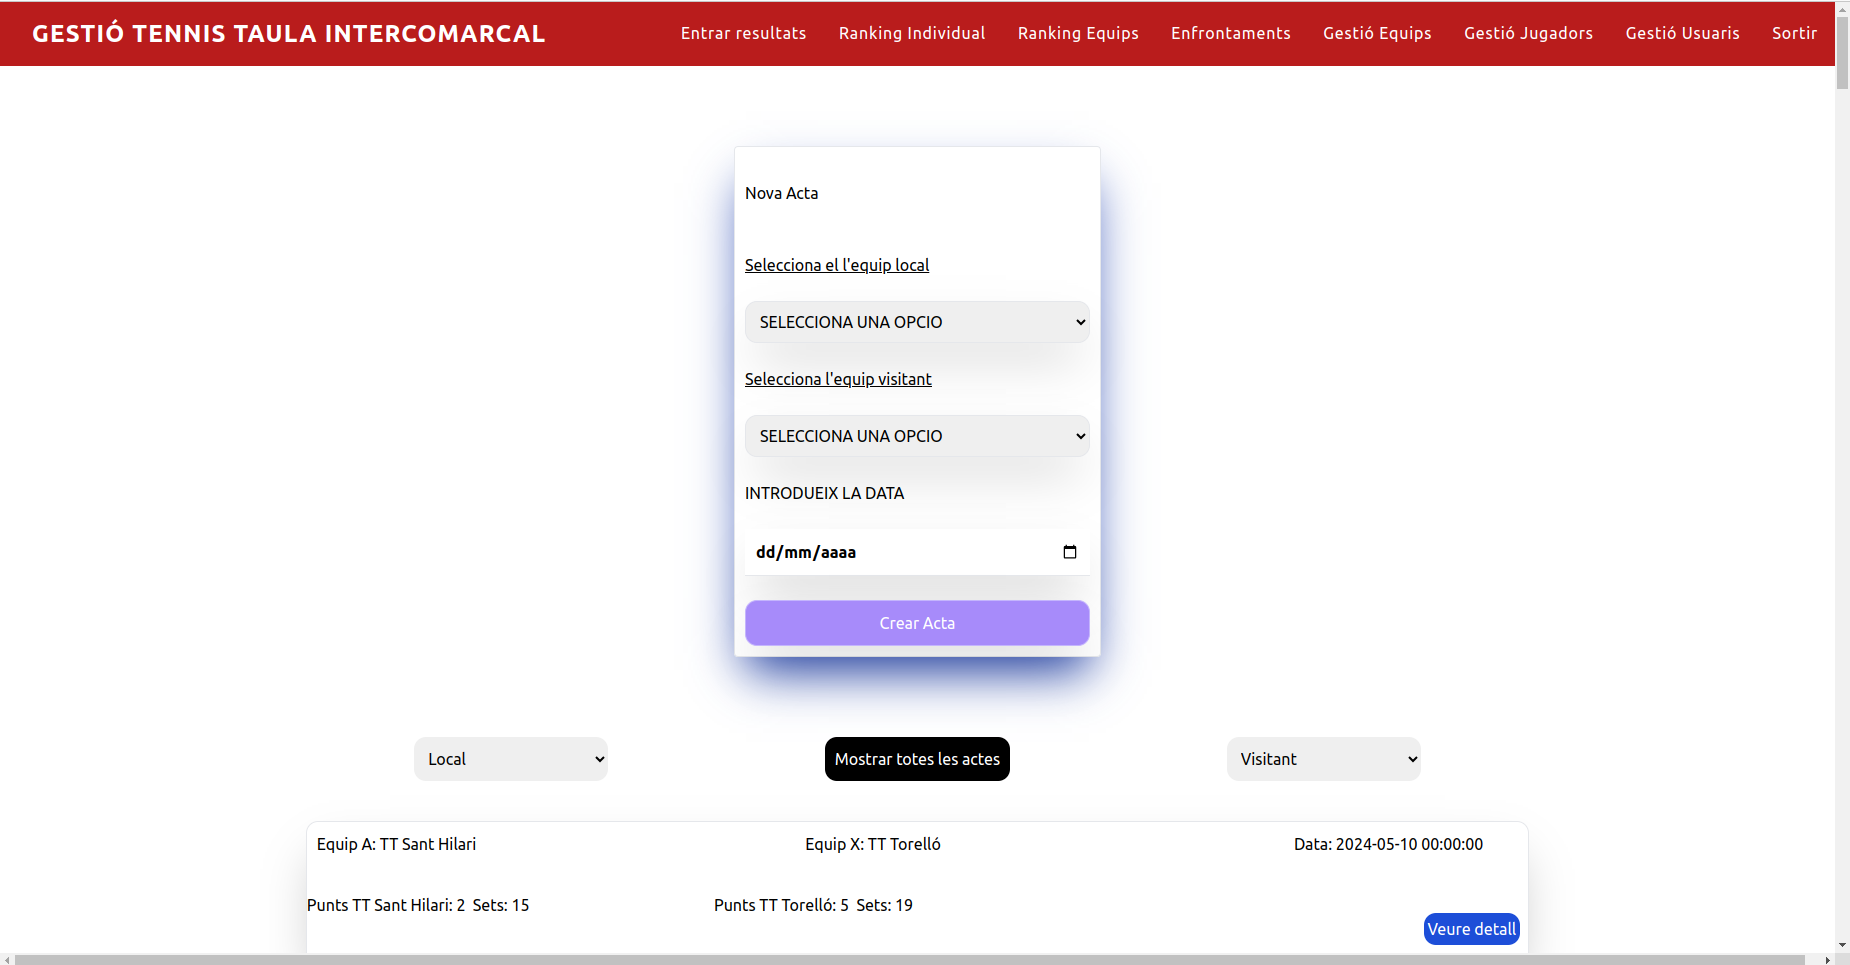 GESTIÓ TENNIS TAULA INTERCOMARCAL
Entrar resultats Ranking Individual Ranking Equips Enfrontaments Gestió Equips Gestió Jugadors Gestió Usuaris Sortir
Nova Acta
Selecciona el l'equip local
SELECCIONA UNA OPCIO
Selecciona l'equip visitant
SELECCIONA UNA OPCIO
INTRODUEIX LA DATA
dd/mm/aaaa
Crear Acta
Local Mostrar totes les actes Visitant
Equip A: TT Sant Hilari Equip X: TT Torelló Data: 2024-05-10 00:00:00
Punts TT Sant Hilari: 2 Sets: 15 Punts TT Torelló: 5 Sets: 19
Veure detall